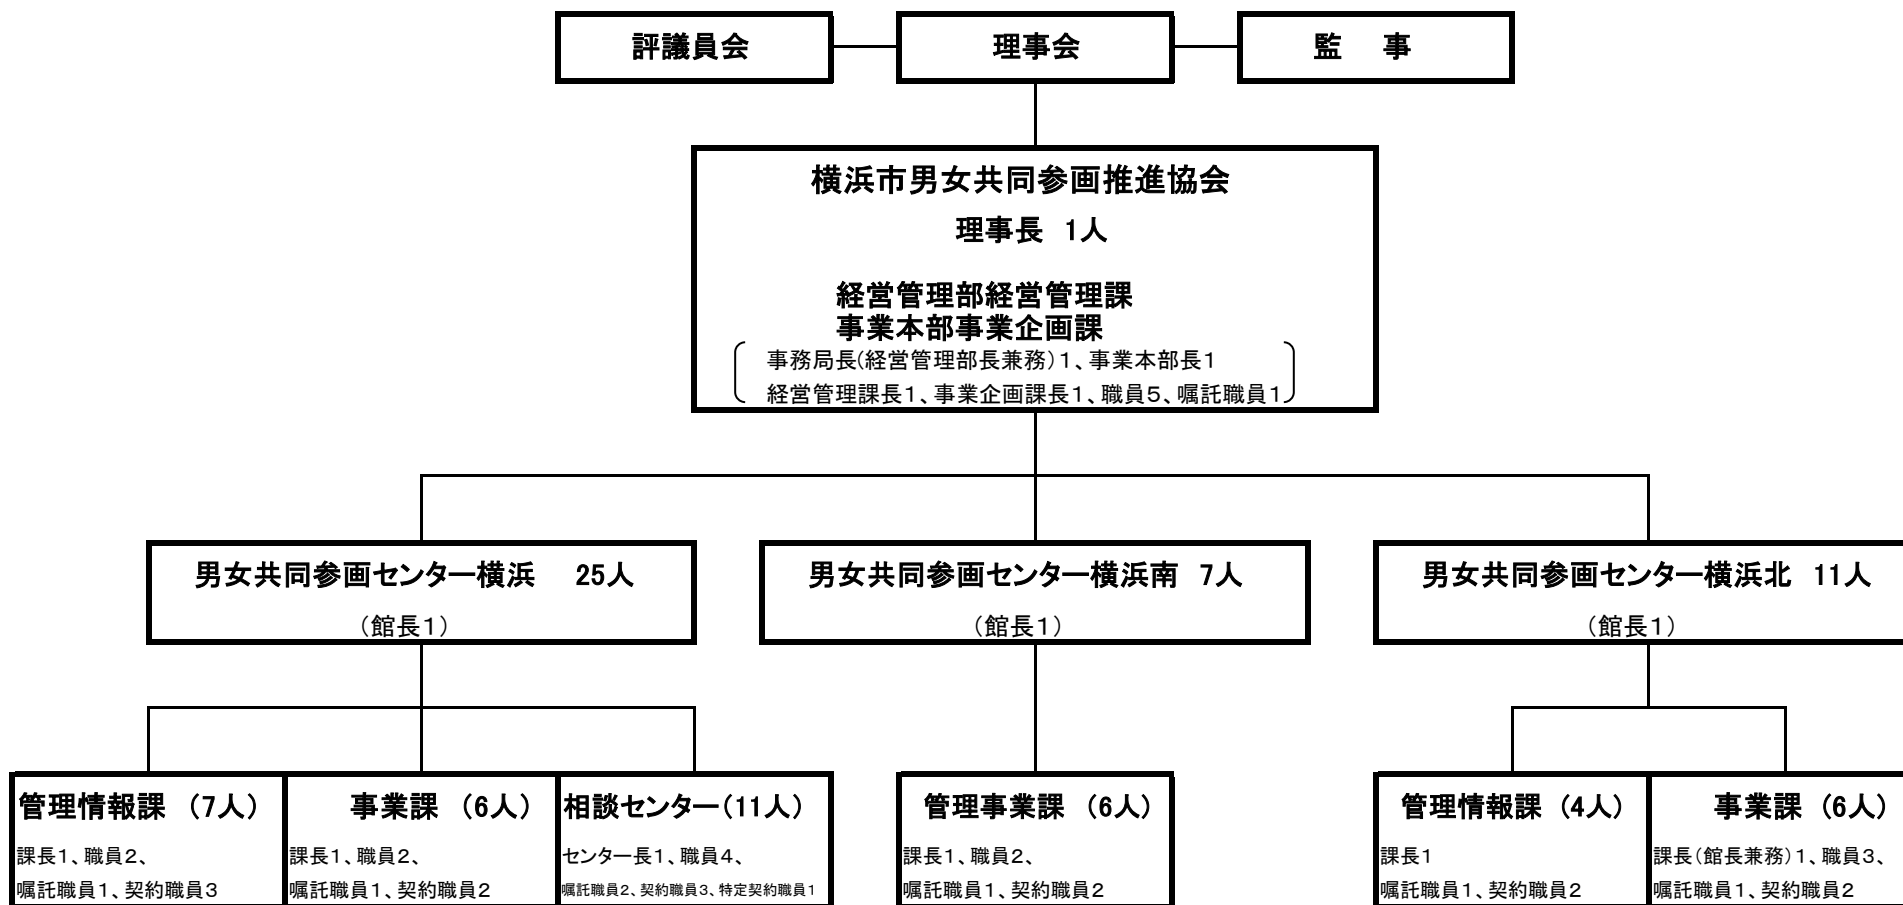 評議員会
理事会
監　事
横浜市男女共同参画推進協会
理事長　1人
経営管理部経営管理課
事業本部事業企画課
事務局長(経営管理部長兼務)１、事業本部長１
経営管理課長１、事業企画課長１、職員５、嘱託職員１
男女共同参画センター横浜　25人
（館長１）
男女共同参画センター横浜南　7人
（館長１）
男女共同参画センター横浜北　11人
（館長１）
管理情報課 （7人）
課長１、職員２、
嘱託職員１、契約職員３
事業課 （6人）
課長１、職員２、
嘱託職員１、契約職員２
相談センター（11人）
センター長１、職員４、
嘱託職員２、契約職員３、特定契約職員１
管理事業課 （6人）
課長１、職員２、
嘱託職員１、契約職員２
管理情報課 （4人）
課長１
嘱託職員１、契約職員２
事業課 （6人）
課長（館長兼務）１、職員３、
嘱託職員１、契約職員２